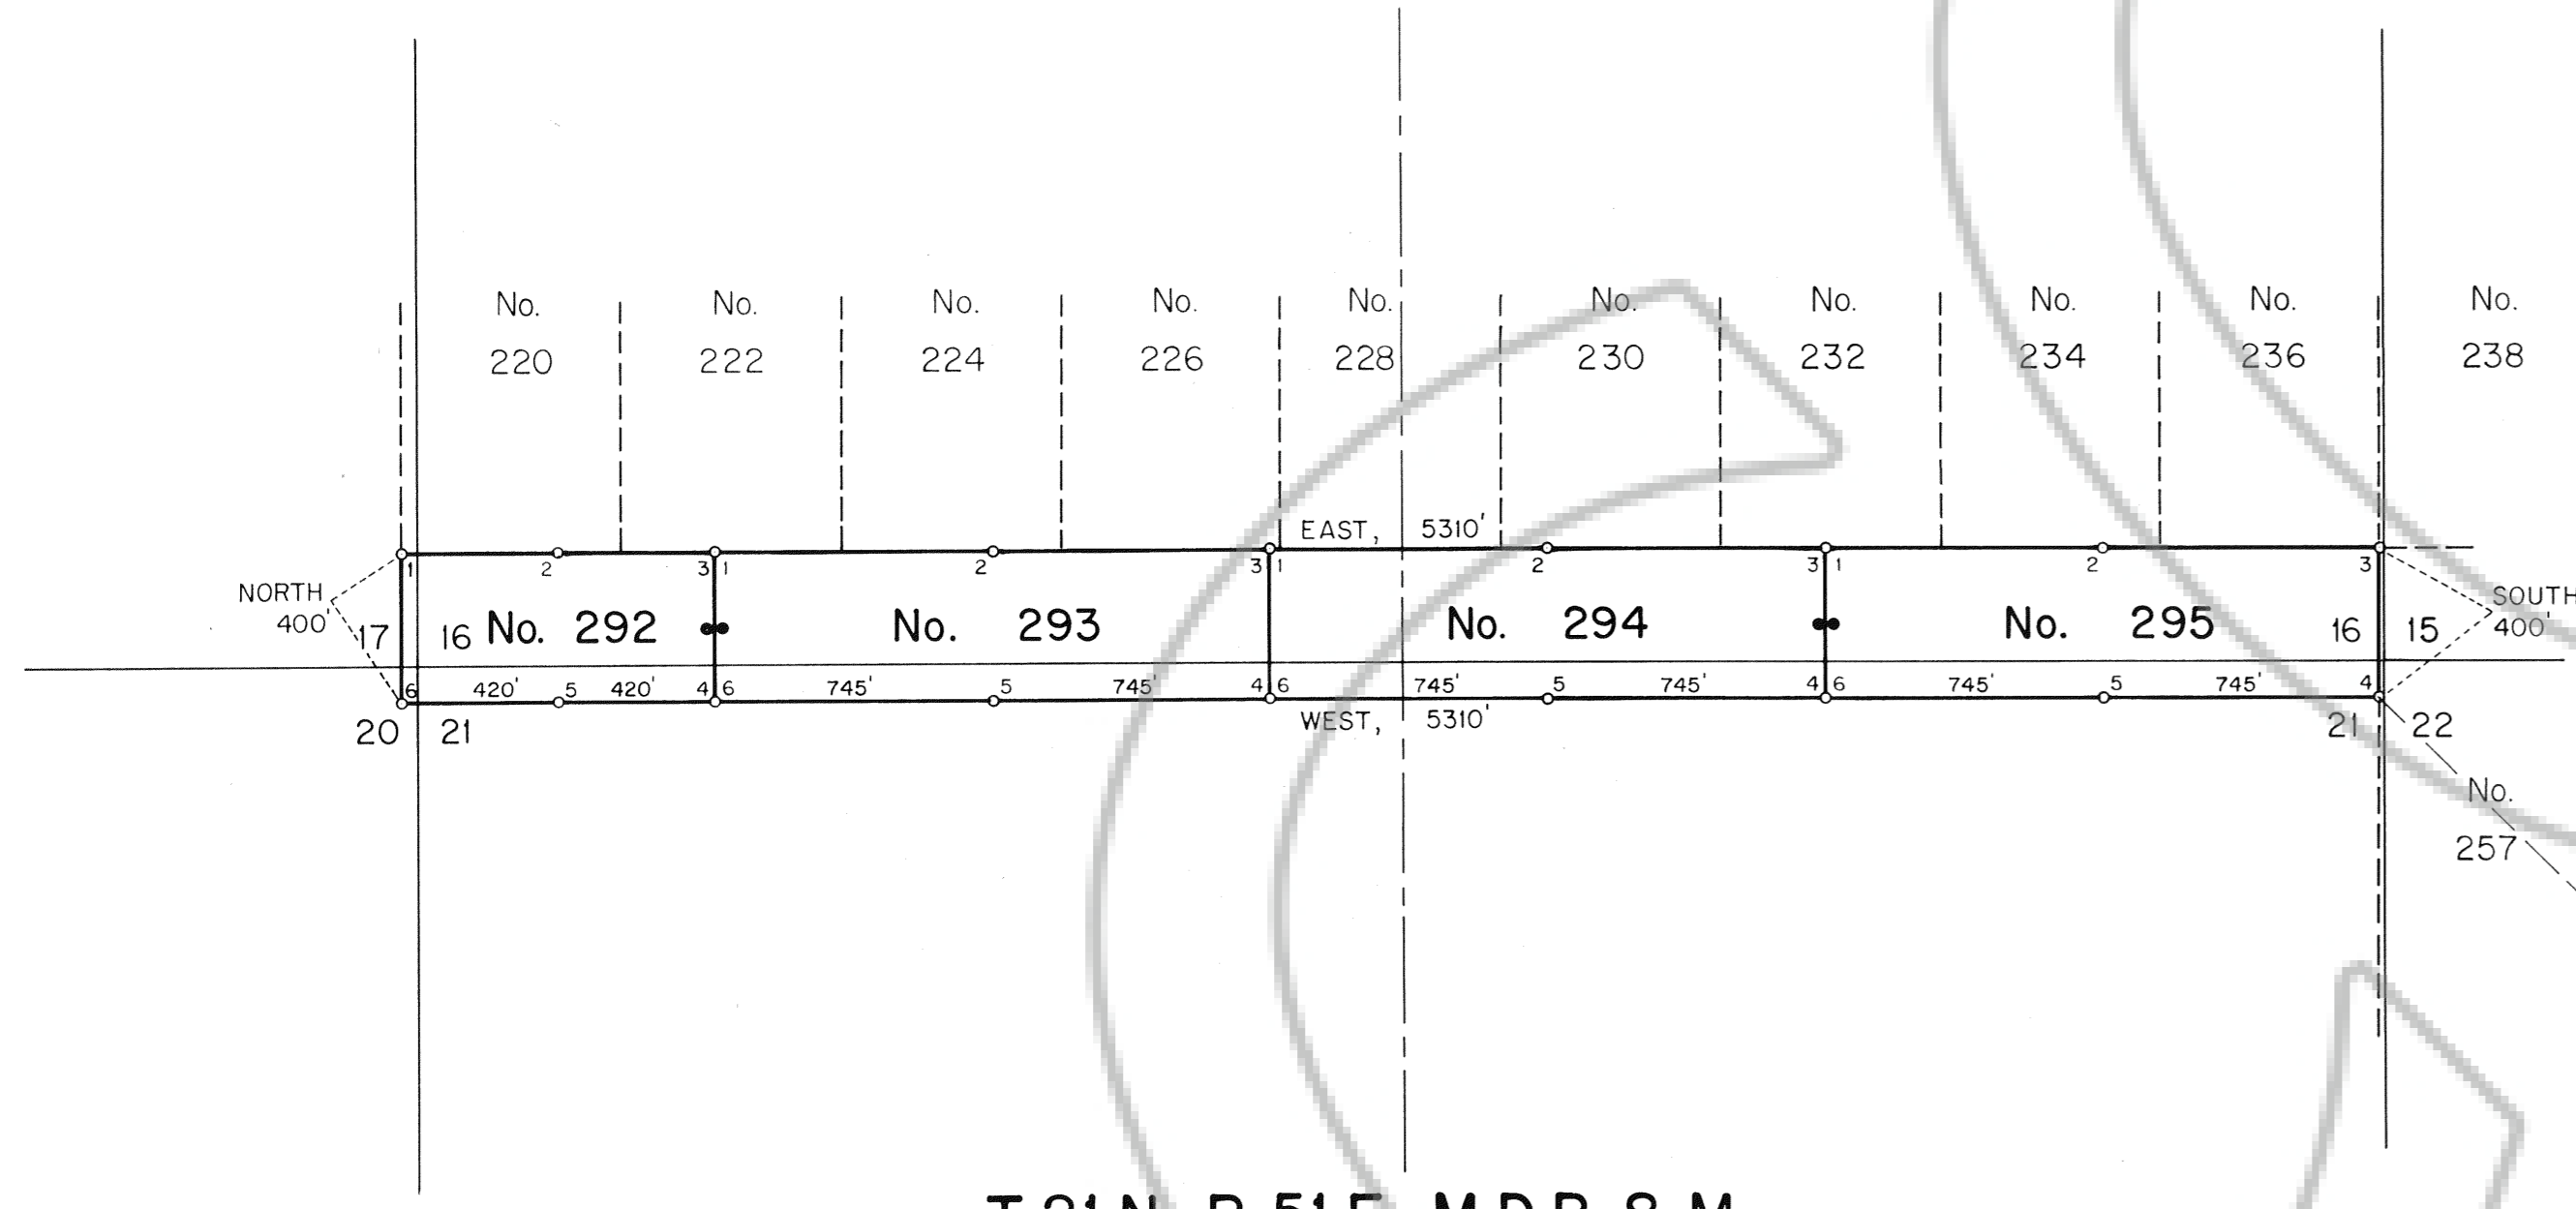 No. No. No. No. No. No. No. No. No. No.
220 222 224 226 228 230 232 234 236 238
EAST, 5310'
1 2 3 1 2 3 1 2 3 1 2 3
NORTH
400'
SOUTH
400'
17 16 No. 292 No. 293 No. 294 No. 295 16 15
6 420' 5 420' 4 6 745' 5 745' 4 6 745' 5 745' 4 6 745' 5 745' 4
WEST, 5310'
20 21 21 22
No.
257